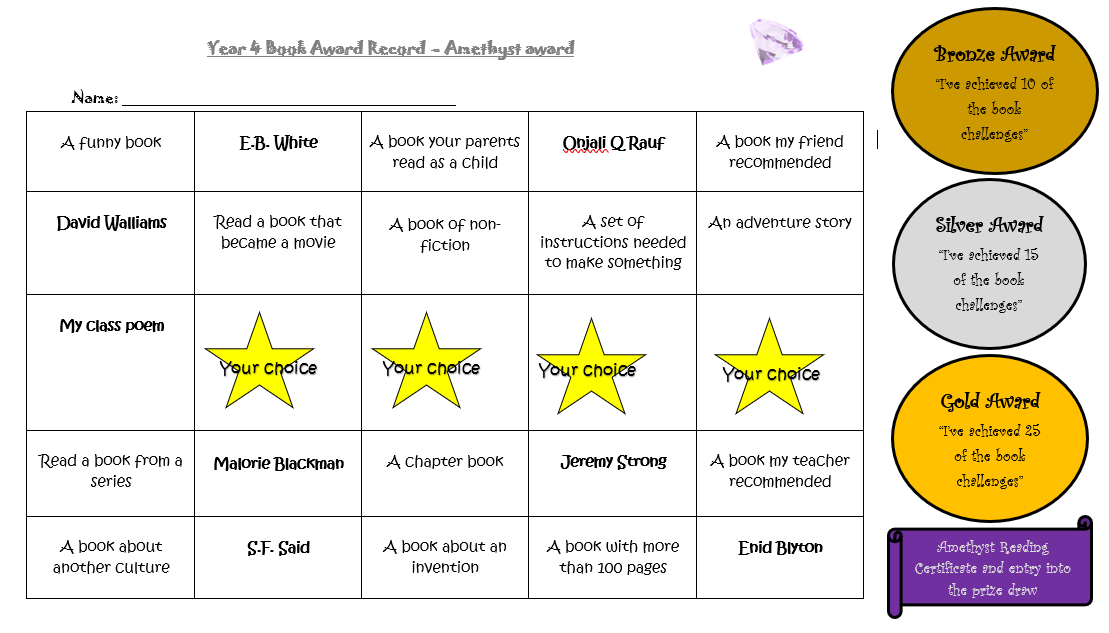 Year 4 Book Award Record – Amethyst award
Name: ______________________________________________
A funny book
E.B. White
A book your parents
read as a child
Onjali Q Rauf
A book my friend
recommended
David Walliams
Read a book that
became a movie
A book of non-
fiction
A set of
instructions needed
to make something
An adventure story
My class poem
Your choice
Your choice
Your choice
Your choice
Read a book from a
series
Malorie Blackman
A chapter book
Jeremy Strong
A book my teacher
recommended
A book about
another culture
S.F. Said
A book about an
invention
A book with more
than 100 pages
Enid Blyton
Bronze Award
“I’ve achieved 10 of
the book
challenges”
Silver Award
“I’ve achieved 15
of the book
challenges”
Gold Award
“I’ve achieved 25
of the book
challenges”
Amethyst Reading
Certificate and entry into
the prize draw